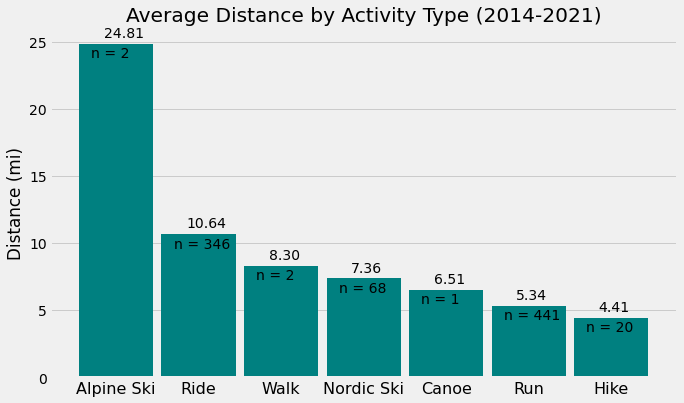 Average Distance by Activity Type (2014-2021)
Distance (mi)
25
20
15
10
5
0
24.81
n = 2
10.64
n = 346
8.30
n = 2
7.36
n = 68
6.51
n = 1
5.34
n = 441
4.41
n = 20
Alpine Ski Ride Walk Nordic Ski Canoe Run Hike